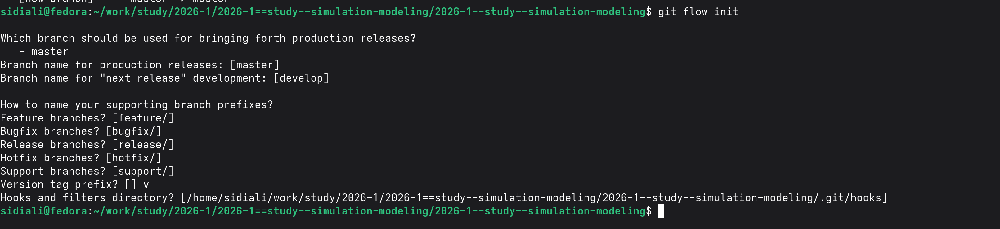 [new branch]      master -> master
sidiali@fedora:~/work/study/2026-1/2026-1==study--simulation-modeling/2026-1--study--simulation-modeling$ git flow init
Which branch should be used for bringing forth production releases?
   - master
Branch name for production releases: [master]
Branch name for "next release" development: [develop]
How to name your supporting branch prefixes?
Feature branches? [feature/]
Bugfix branches? [bugfix/]
Release branches? [release/]
Hotfix branches? [hotfix/]
Support branches? [support/]
Version tag prefix? [] v
Hooks and filters directory? [/home/sidiali/work/study/2026-1/2026-1==study--simulation-modeling/2026-1--study--simulation-modeling/.git/hooks]
sidiali@fedora:~/work/study/2026-1/2026-1==study--simulation-modeling/2026-1--study--simulation-modeling$